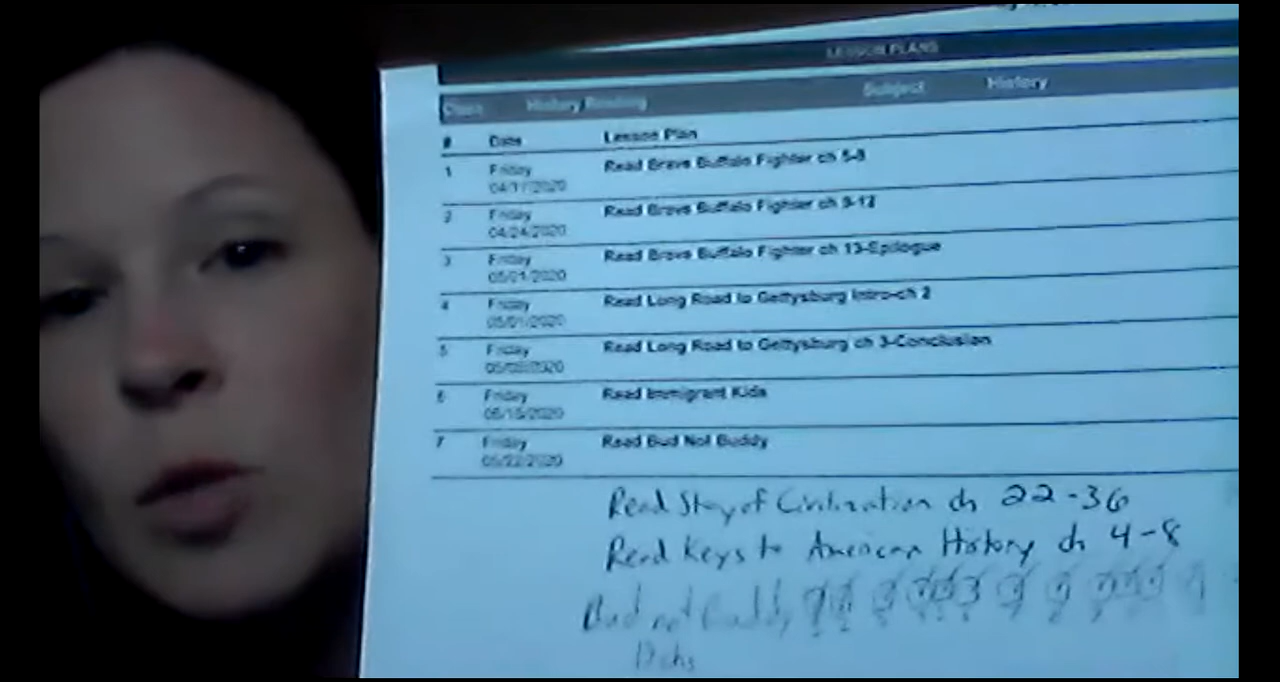 LESSON PLANS
Class History Reading Subject History
# Date Lesson Plan
1 Friday Read Brave Buffalo Fighter ch 5-8
04/17/2020
2 Friday Read Brave Buffalo Fighter ch 9-12
04/24/2020
3 Friday Read Brave Buffalo Fighter ch 13-Epilogue
05/01/2020
4 Friday Read Long Road to Gettysburg Intro-ch 2
05/01/2020
5 Friday Read Long Road to Gettysburg ch 3-Conclusion
05/08/2020
6 Friday Read Immigrant Kids
05/15/2020
7 Friday Read Bud Not Buddy
05/22/2020
Read Story of Civilization ch 22-36
Read Keys to American History ch 4-8
Bud not Buddy